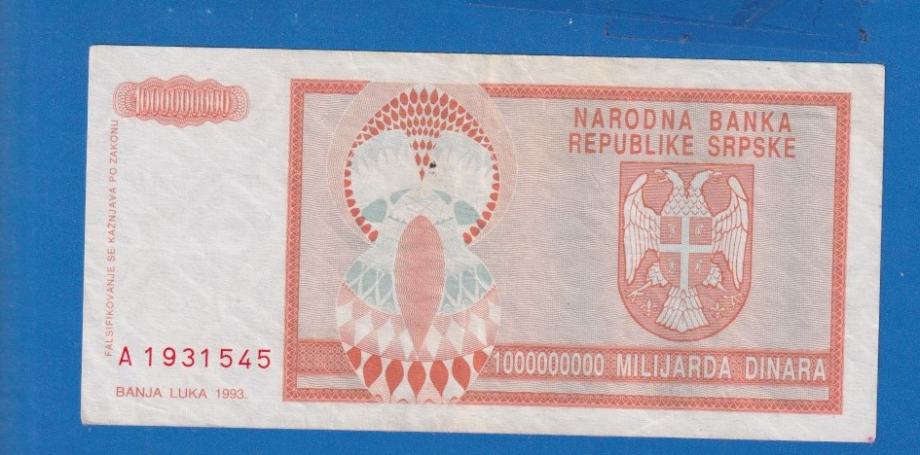 1000000000
FALSIFIKOVANJE SE KAŽNJAVA PO ZAKONU
A 1931545
BANJA LUKA 1993.
NARODNA BANKA
REPUBLIKE SRPSKE
1000000000 MILIJARDA DINARA